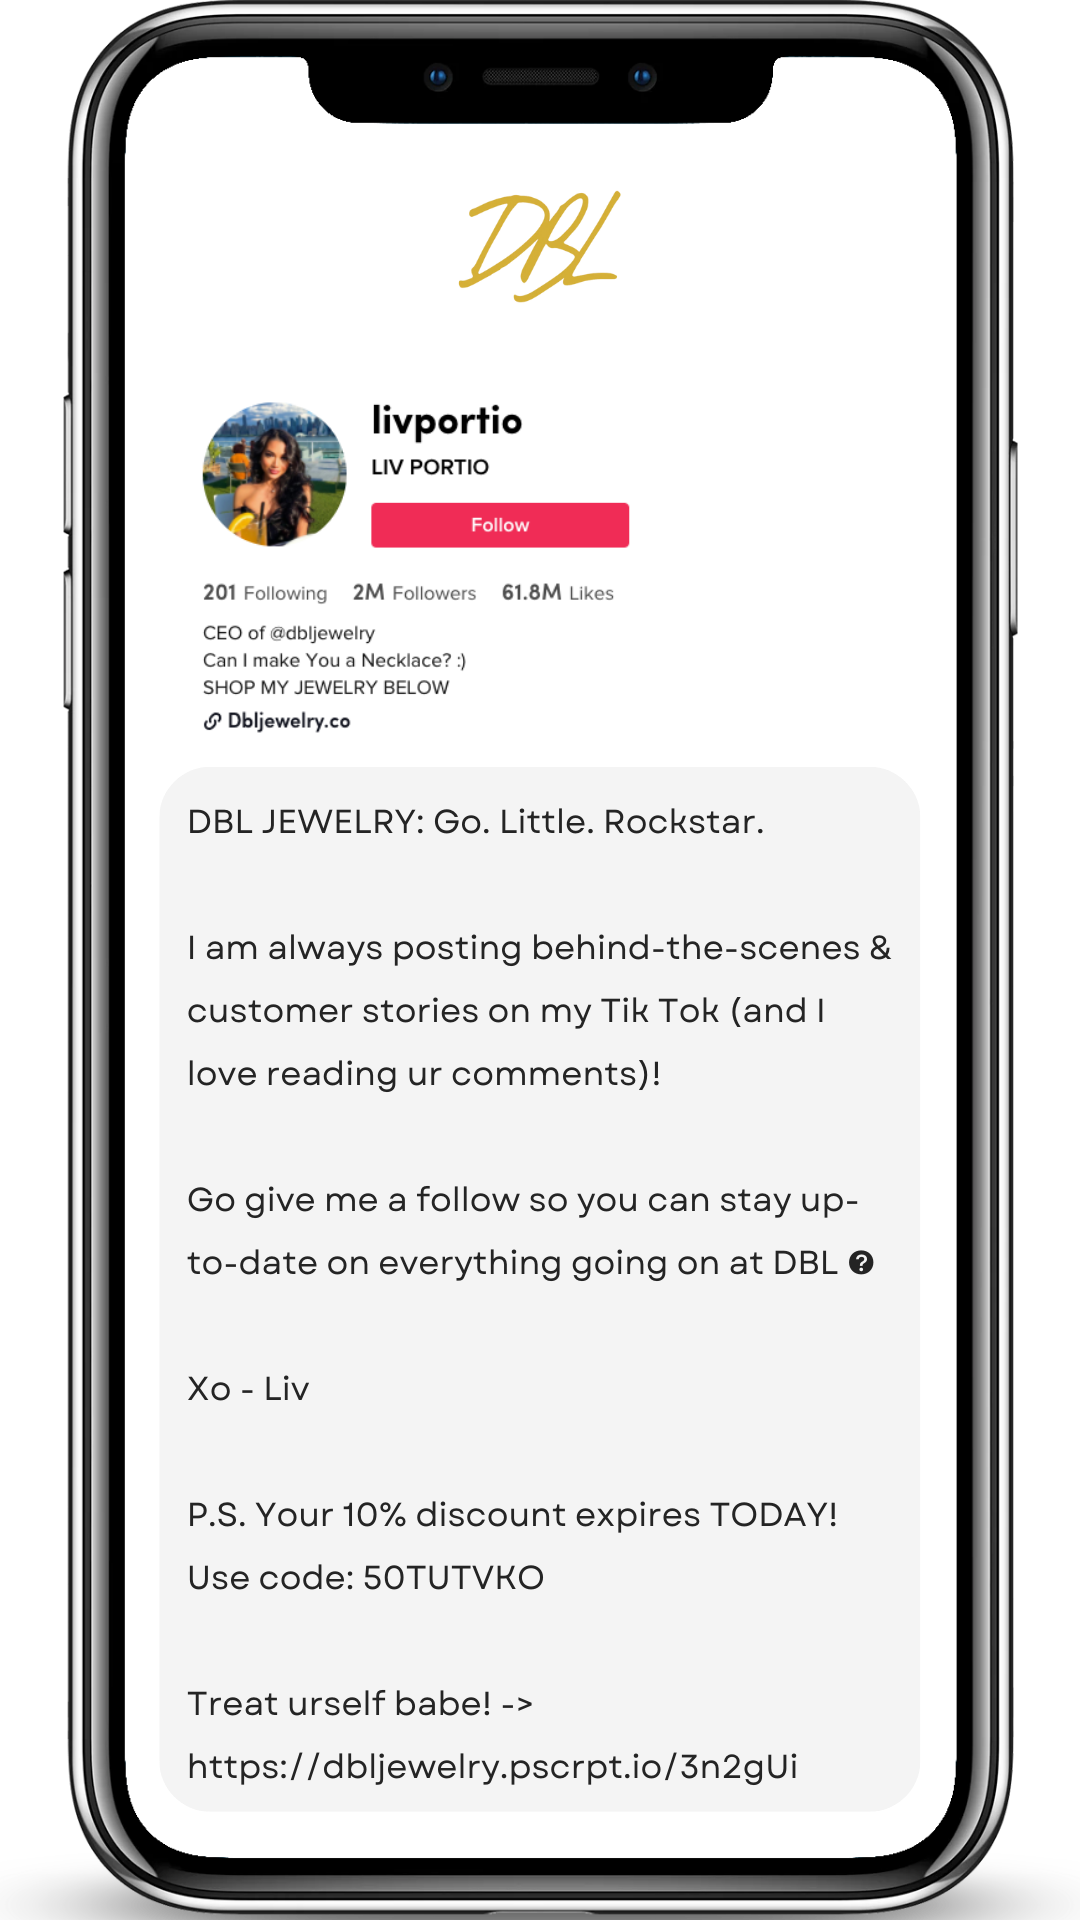 DBL
livportio
LIV PORTIO
Follow
201 Following 2M Followers 61.8M Likes
CEO of @dbljewelry
Can I make You a Necklace? :)
SHOP MY JEWELRY BELOW
Dbljewelry.co
DBL JEWELRY: Go. Little. Rockstar.
I am always posting behind-the-scenes &
customer stories on my Tik Tok (and I
love reading ur comments)!
Go give me a follow so you can stay up-
to-date on everything going on at DBL ?
Xo - Liv
P.S. Your 10% discount expires TODAY!
Use code: 50TUTVKO
Treat urself babe! ->
https://dbljewelry.pscrpt.io/3n2gUi